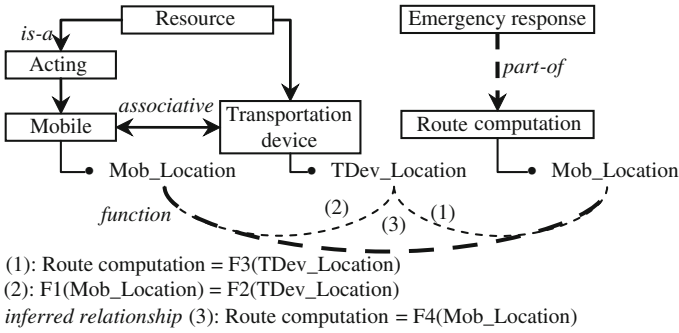 Resource
Emergency response
is-a
Acting
part-of
associative
Mobile
Transportation
device
Route computation
Mob_Location
TDev_Location
Mob_Location
function
(2)
(3)
(1)
(1): Route computation = F3(TDev_Location)
(2): F1(Mob_Location) = F2(TDev_Location)
inferred relationship (3): Route computation = F4(Mob_Location)